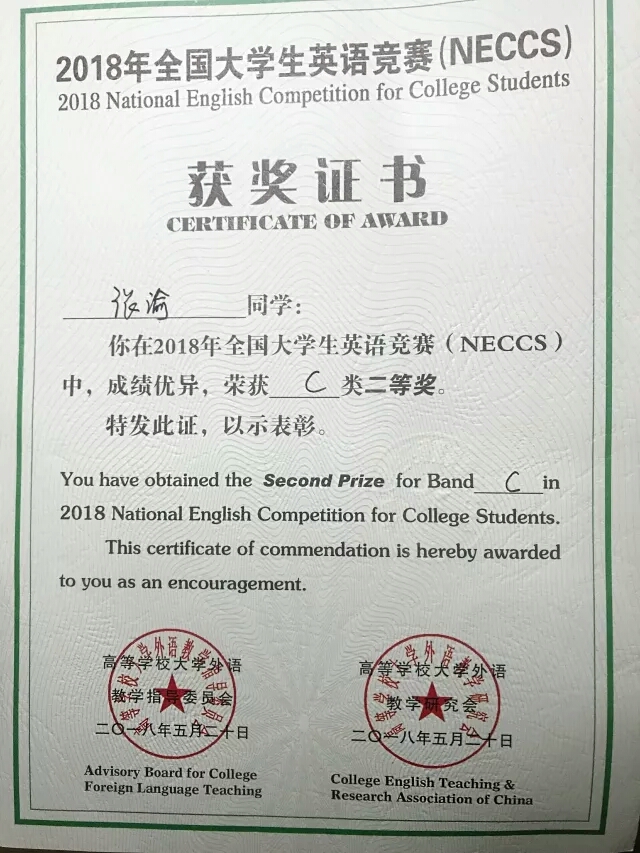 2018年全国大学生英语竞赛(NECCS)
2018 National English Competition for College Students
获奖证书
CERTIFICATE OF AWARD
张渝 同学：
你在2018年全国大学生英语竞赛（NECCS）
中，成绩优异，荣获 C 类二等奖。
特发此证，以示表彰。
You have obtained the Second Prize for Band C in
2018 National English Competition for College Students.
This certificate of commendation is hereby awarded
to you as an encouragement.
高等学校大学外语
教学指导委员会
二〇一八年五月二十日
Advisory Board for College
Foreign Language Teaching
高等学校大学外语
教学研究会
二〇一八年五月二十日
College English Teaching &
Research Association of China